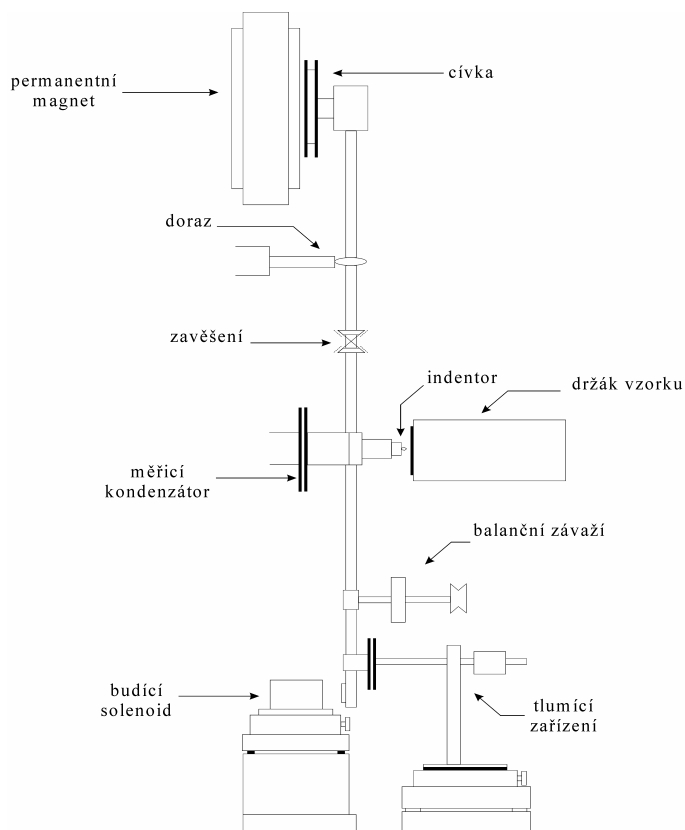 permanentní
magnet
cívka
doraz
zavěšení
indentor
držák vzorku
měřicí
kondenzátor
balanční závaží
budící
solenoid
tlumící
zařízení